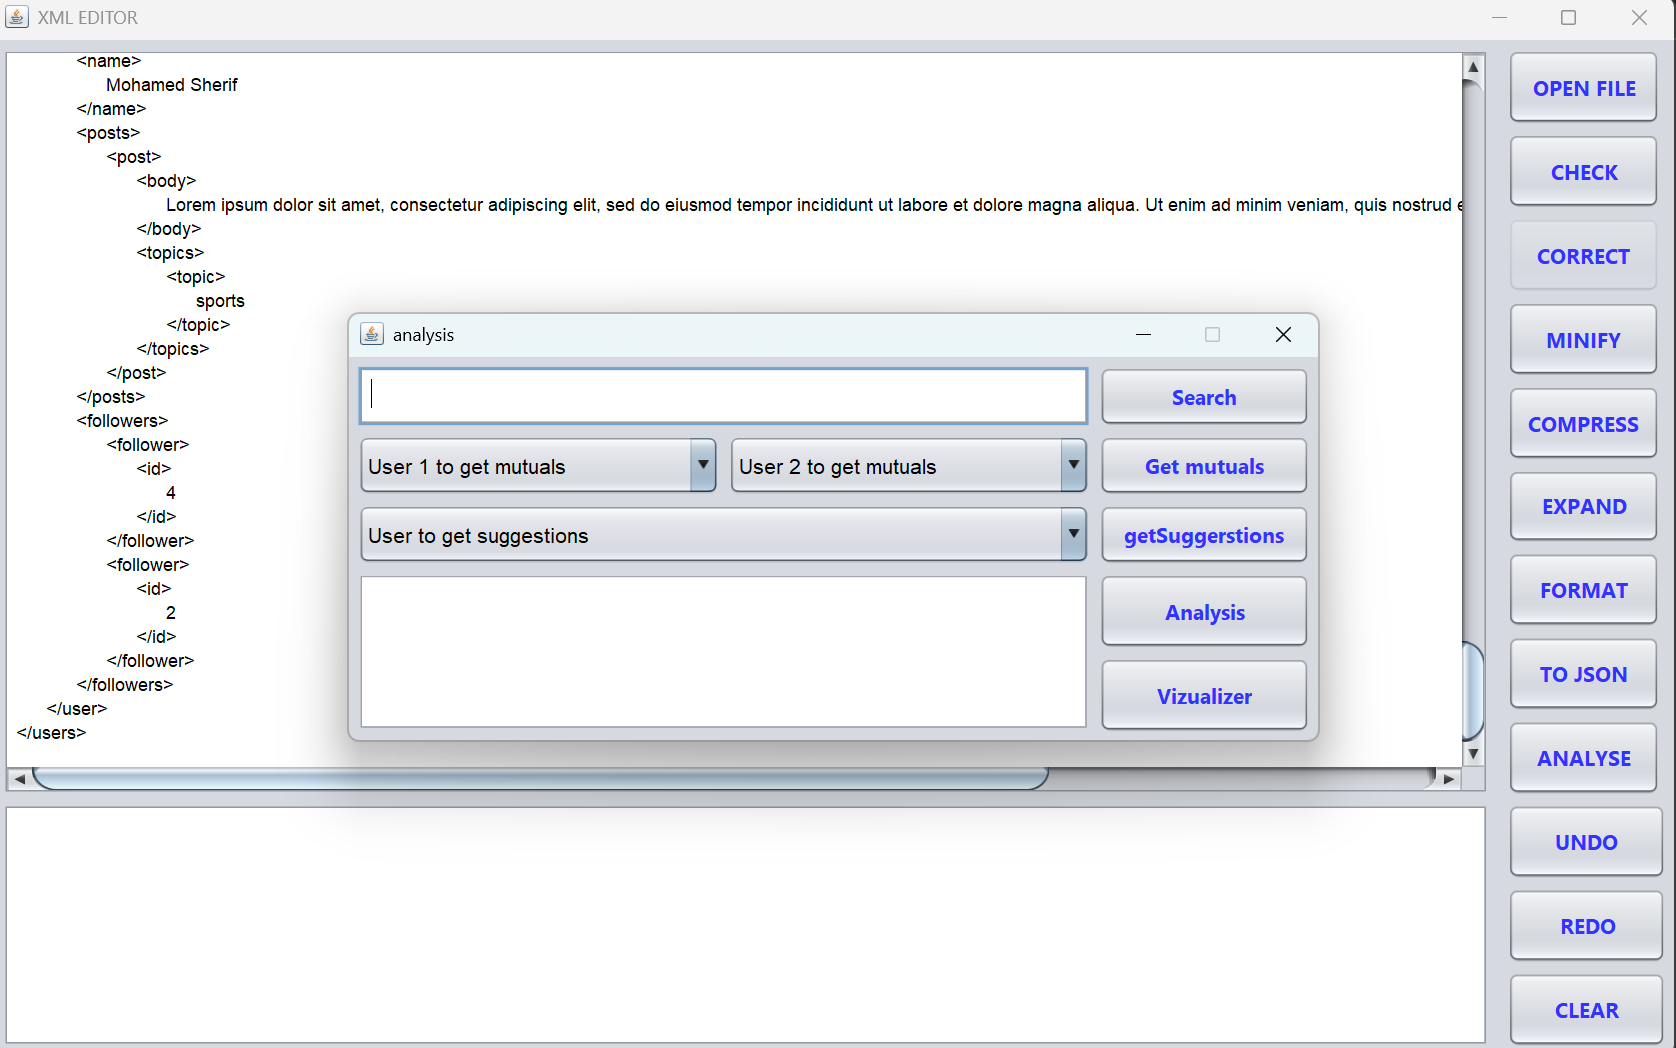 XML EDITOR
<name>
Mohamed Sherif
</name>
<posts>
<post>
<body>
Lorem ipsum dolor sit amet, consectetur adipiscing elit, sed do eiusmod tempor incididunt ut labore et dolore magna aliqua. Ut enim ad minim veniam, quis nostrud
</body>
<topics>
<topic>
sports
</topic>
</topics>
</post>
</posts>
<followers>
<follower>
<id>
4
</id>
</follower>
<follower>
<id>
2
</id>
</follower>
</followers>
</user>
</users>
analysis
Search
User 1 to get mutuals
User 2 to get mutuals
Get mutuals
User to get suggestions
getSuggerstions
Analysis
Vizualizer
OPEN FILE
CHECK
CORRECT
MINIFY
COMPRESS
EXPAND
FORMAT
TO JSON
ANALYSE
UNDO
REDO
CLEAR